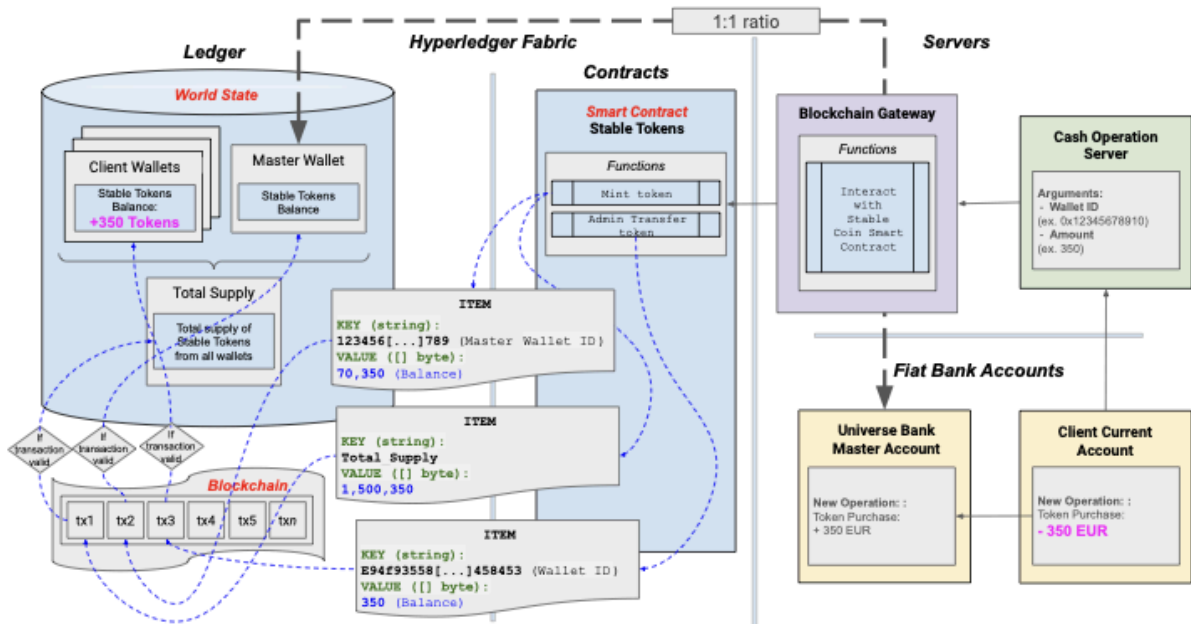 1:1 ratio
Ledger
Hyperledger Fabric
Servers
Contracts
World State
Client Wallets
Stable Tokens
Balance:
+350 Tokens
Master Wallet
Stable Tokens
Balance
Total Supply
Total supply of
Stable Tokens
from all wallets
Smart Contract
Stable Tokens
Functions
Mint token
Admin Transfer
token
Blockchain Gateway
Functions
Interact
with
Stable
Coin Smart
Contract
Cash Operation
Server
Arguments:
- Wallet ID
(ex. 0x12345678910)
- Amount
(ex. 350)
ITEM
KEY (string):
123456[...]789 (Master Wallet ID)
VALUE ([] byte):
70,350 (Balance)
ITEM
KEY (string):
Total_Supply
VALUE ([] byte):
1,500,350
ITEM
KEY (string):
E94f93558[...]458453 (Wallet ID)
VALUE ([] byte):
350 (Balance)
If
transaction
valid
If
transaction
valid
If
transaction
valid
Blockchain
tx1
tx2
tx3
tx4
tx5
txn
Fiat Bank Accounts
Universe Bank
Master Account
New Operation: :
Token Purchase:
+ 350 EUR
Client Current
Account
New Operation: :
Token Purchase:
- 350 EUR